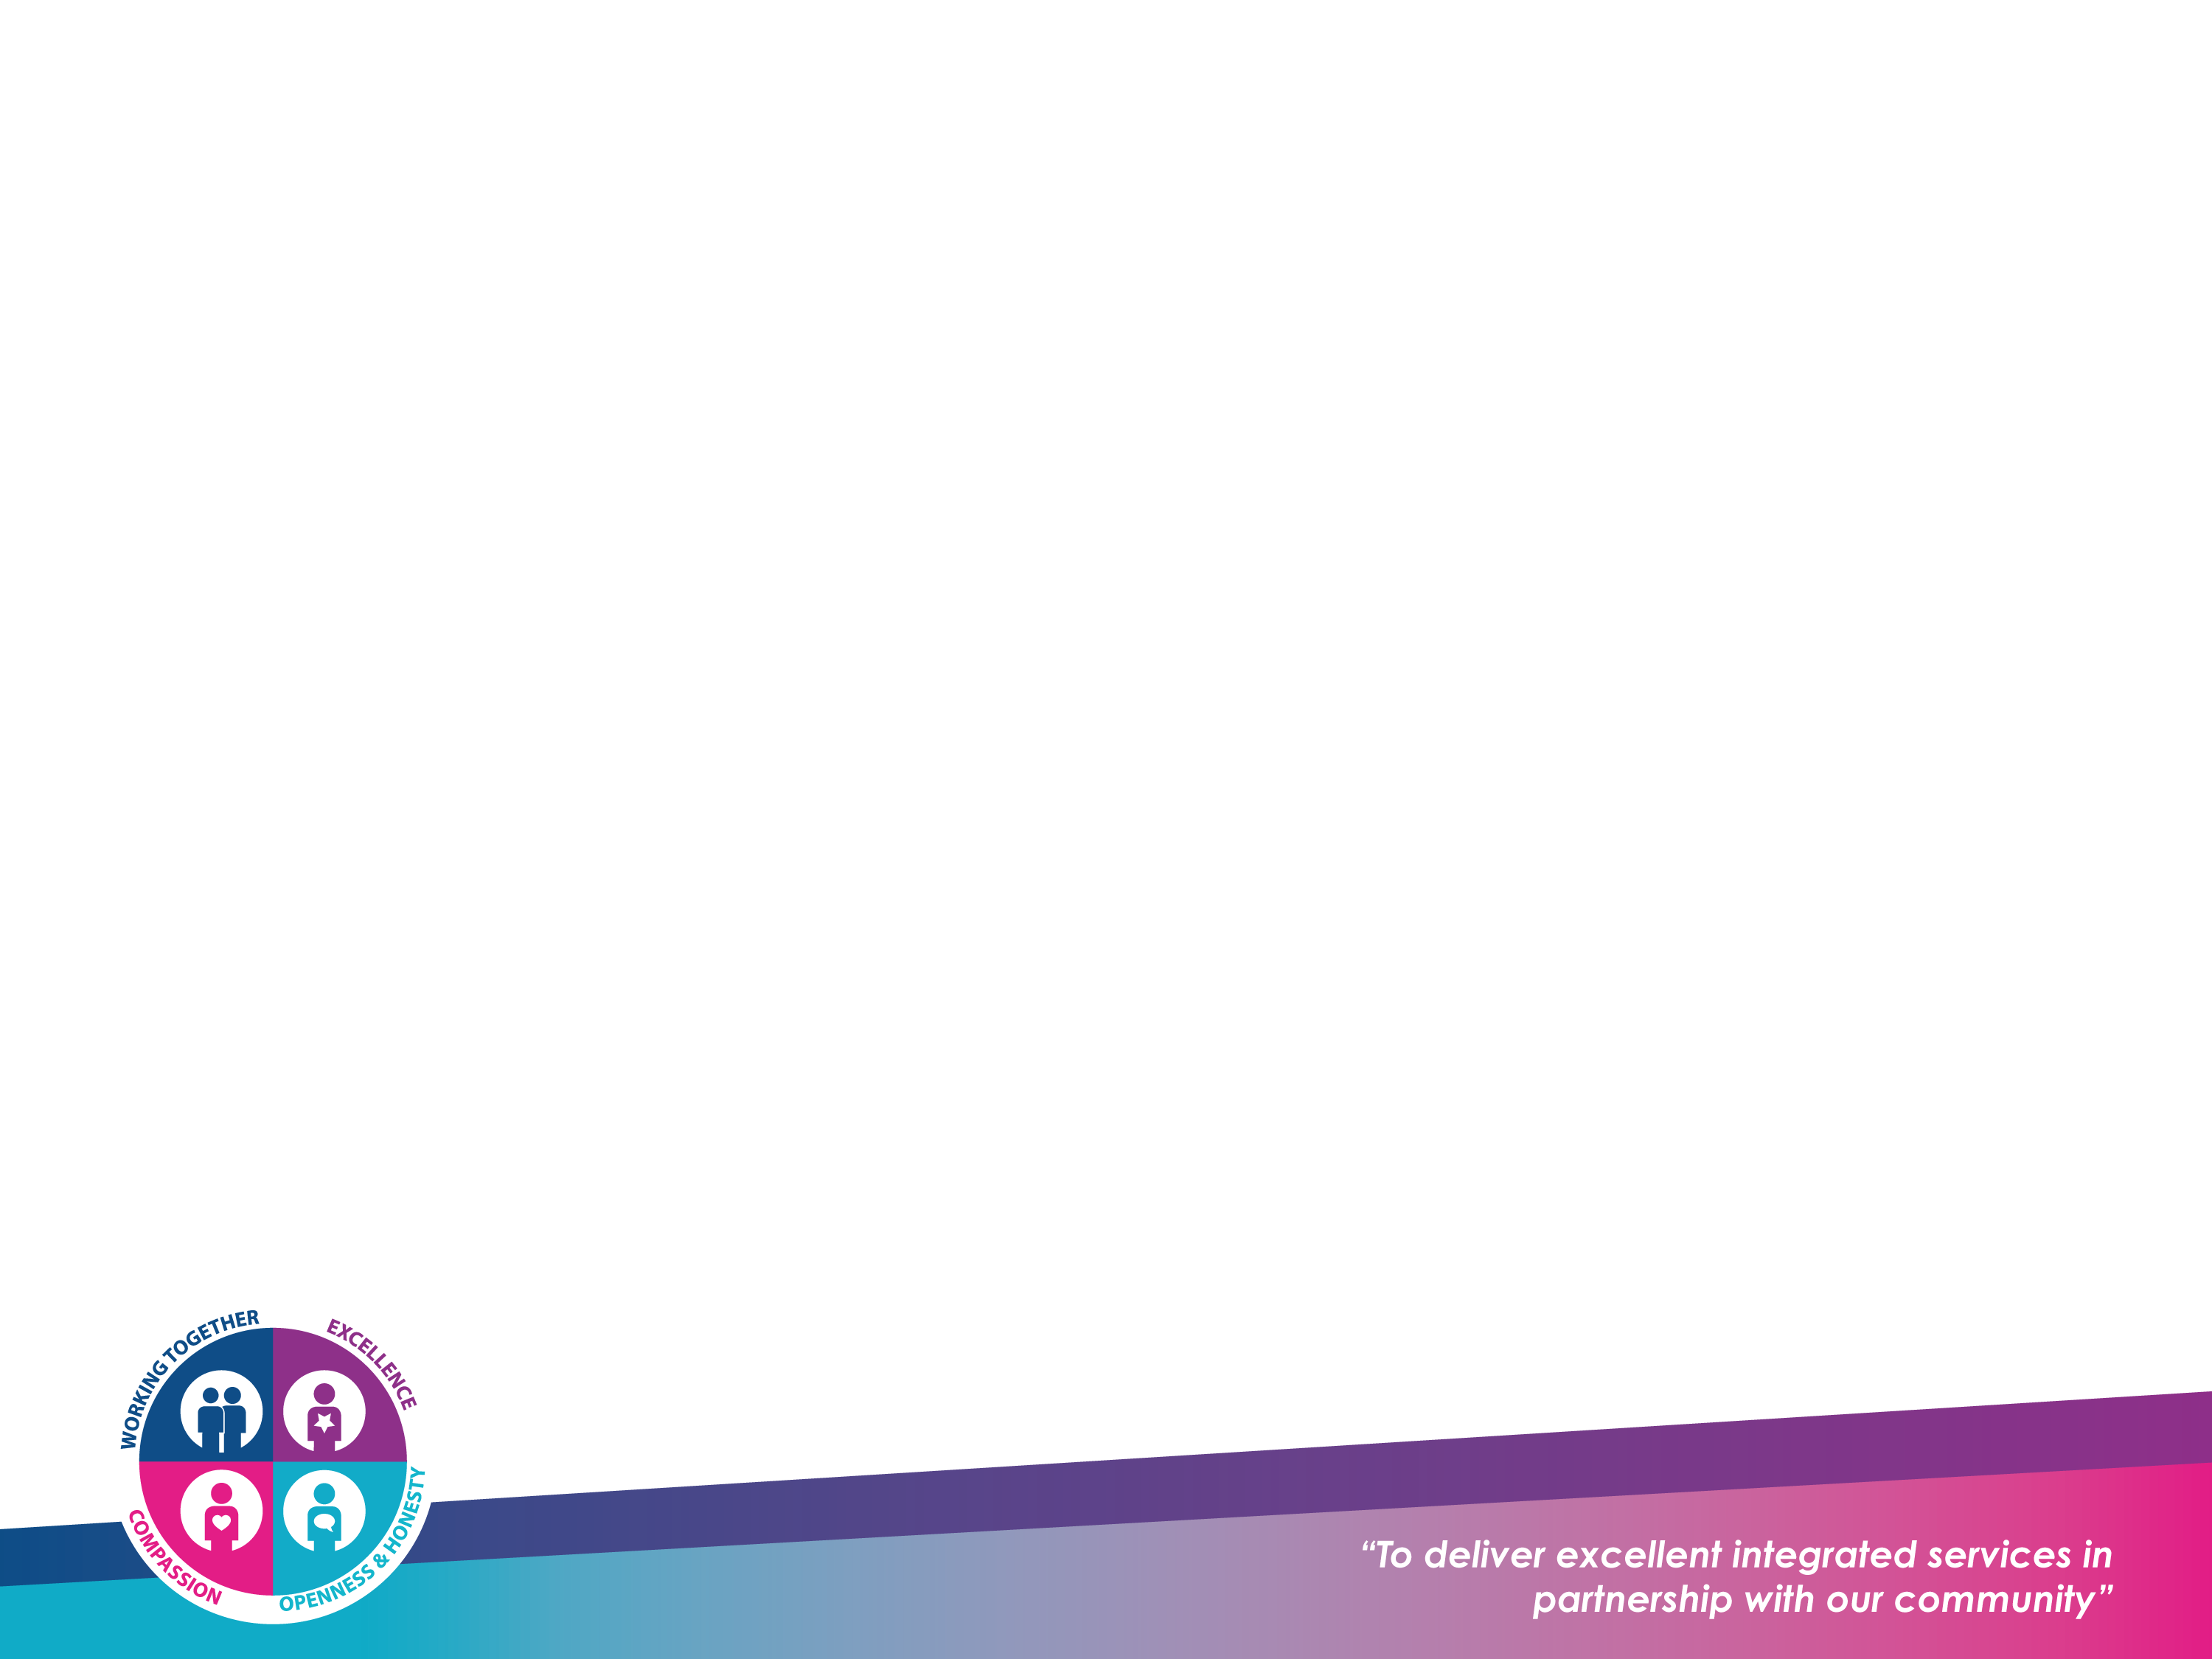 WORKING TOGETHER
EXCELLENCE
COMPASSION
OPENNESS & HONESTY
“To deliver excellent integrated services in
partnership with our community”